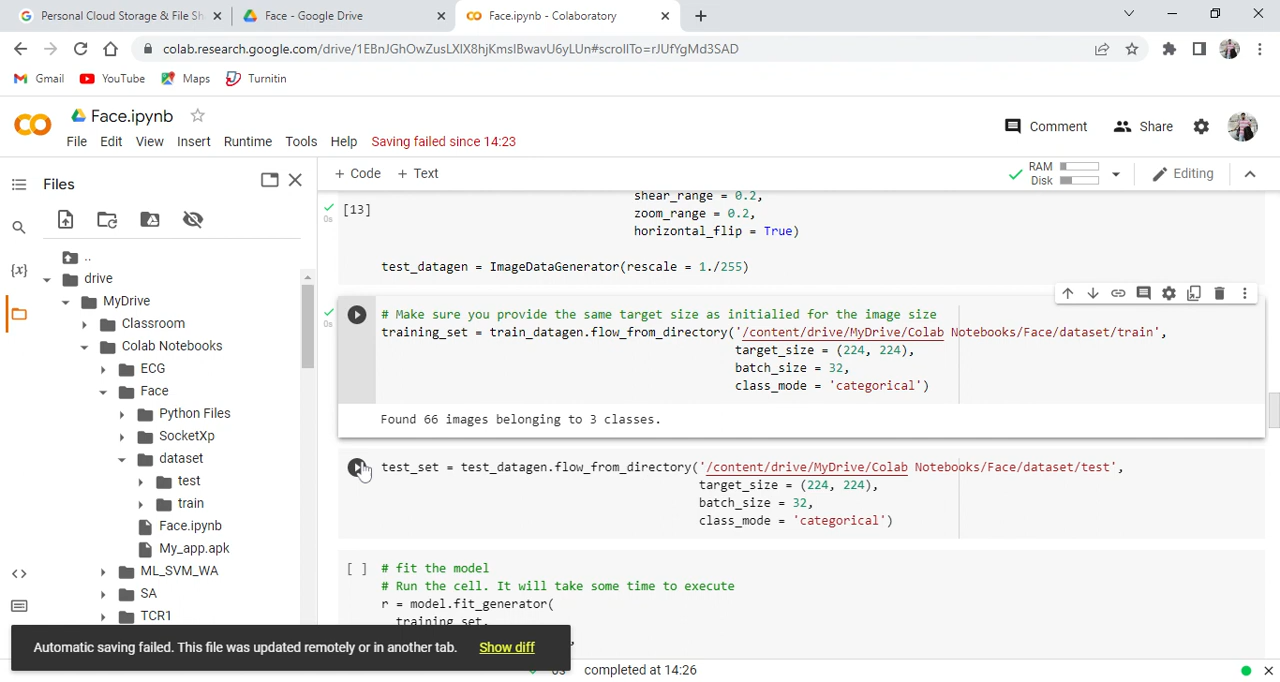 Personal Cloud Storage & File Sh
Face - Google Drive
Face.ipynb - Colaboratory
colab.research.google.com/drive/1EBnJGhOwZusLXIX8hjKmslBwavU6yLUn#scrollTo=rJUfYgMd3SAD
Gmail
YouTube
Maps
Turnitin
Face.ipynb
Comment
Share
File Edit View Insert Runtime Tools Help Saving failed since 14:23
Files
+ Code + Text
RAM
Disk
Editing
[13]
0s
shear_range = 0.2,
zoom_range = 0.2,
horizontal_flip = True)
test_datagen = ImageDataGenerator(rescale = 1./255)
..
drive
MyDrive
Classroom
Colab Notebooks
ECG
Face
Python Files
SocketXp
dataset
test
train
Face.ipynb
My_app.apk
ML_SVM_WA
SA
TCR1
{x}
0s
# Make sure you provide the same target size as initialied for the image size
training_set = train_datagen.flow_from_directory('/content/drive/MyDrive/Colab Notebooks/Face/dataset/train',
target_size = (224, 224),
batch_size = 32,
class_mode = 'categorical')
Found 66 images belonging to 3 classes.
test_set = test_datagen.flow_from_directory('/content/drive/MyDrive/Colab Notebooks/Face/dataset/test',
target_size = (224, 224),
batch_size = 32,
class_mode = 'categorical')
[ ] # fit the model
# Run the cell. It will take some time to execute
r = model.fit_generator(
training_set,
Automatic saving failed. This file was updated remotely or in another tab. Show diff
0s completed at 14:26